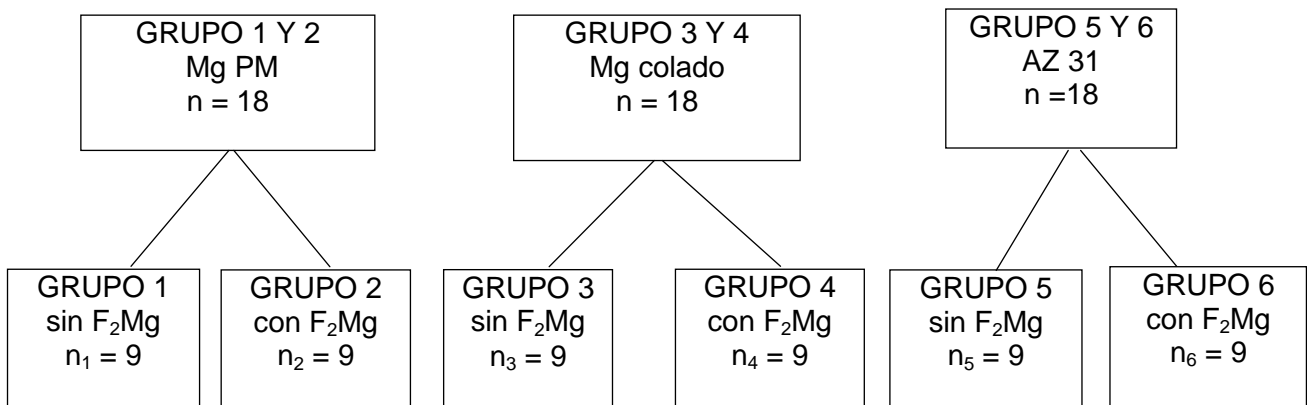 GRUPO 1 Y 2
Mg PM
n = 18
GRUPO 3 Y 4
Mg colado
n = 18
GRUPO 5 Y 6
AZ 31
n =18
GRUPO 1
sin F₂Mg
n₁ = 9
GRUPO 2
con F₂Mg
n₂ = 9
GRUPO 3
sin F₂Mg
n₃ = 9
GRUPO 4
con F₂Mg
n₄ = 9
GRUPO 5
sin F₂Mg
n₅ = 9
GRUPO 6
con F₂Mg
n₆ = 9